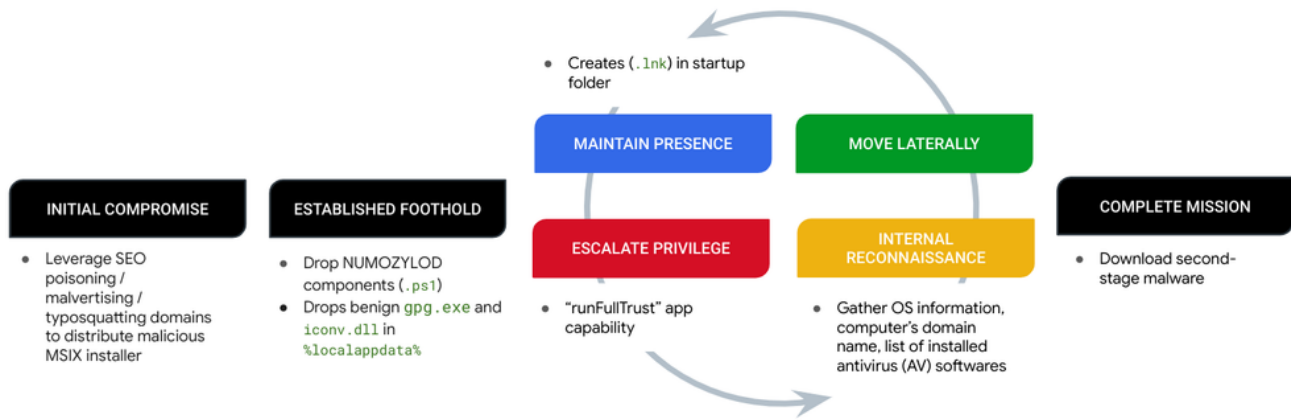 ● Creates (.lnk) in startup
folder
MAINTAIN PRESENCE
MOVE LATERALLY
INITIAL COMPROMISE
ESTABLISHED FOOTHOLD
COMPLETE MISSION
ESCALATE PRIVILEGE
INTERNAL
RECONNAISSANCE
● Leverage SEO
poisoning /
malvertising /
typosquatting domains
to distribute malicious
MSIX installer
● Drop NUMOZYLOD
components (.ps1)
● Drops benign gpg.exe and
iconv.dll in
%localappdata%
● “runFullTrust” app
capability
● Gather OS information,
computer’s domain
name, list of installed
antivirus (AV) softwares
● Download second-
stage malware